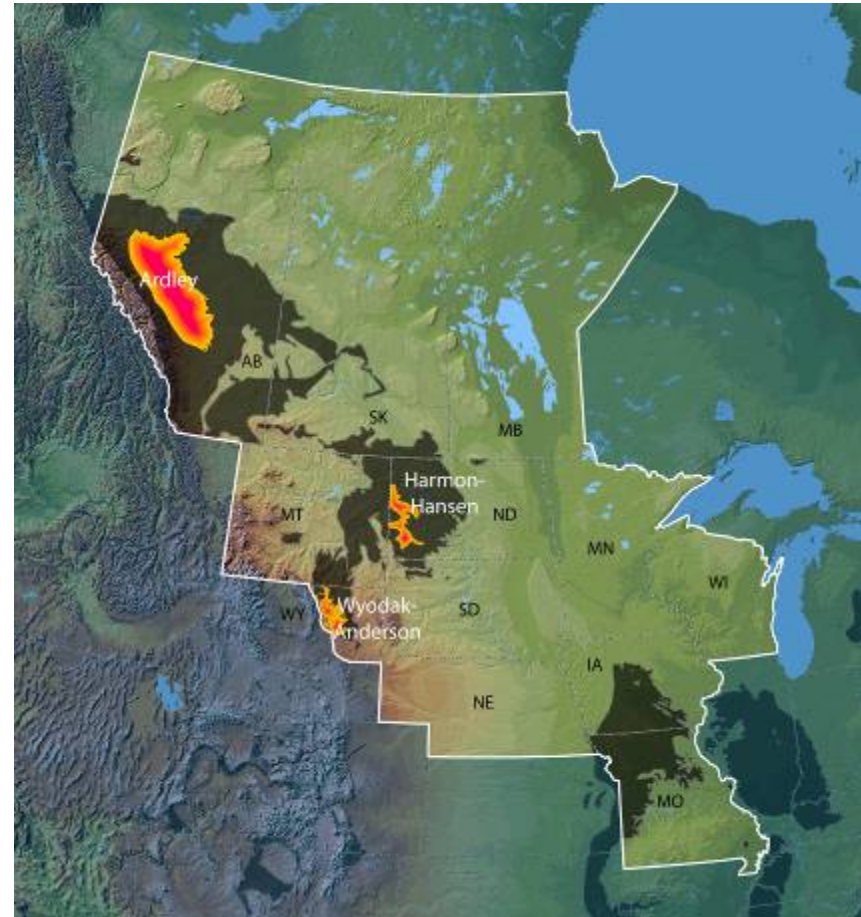 Ardley
AB
SK
MB
Harmon-
Hansen
MT
ND
MN
WI
WY
Wyodak-
Anderson
SD
IA
NE
MO